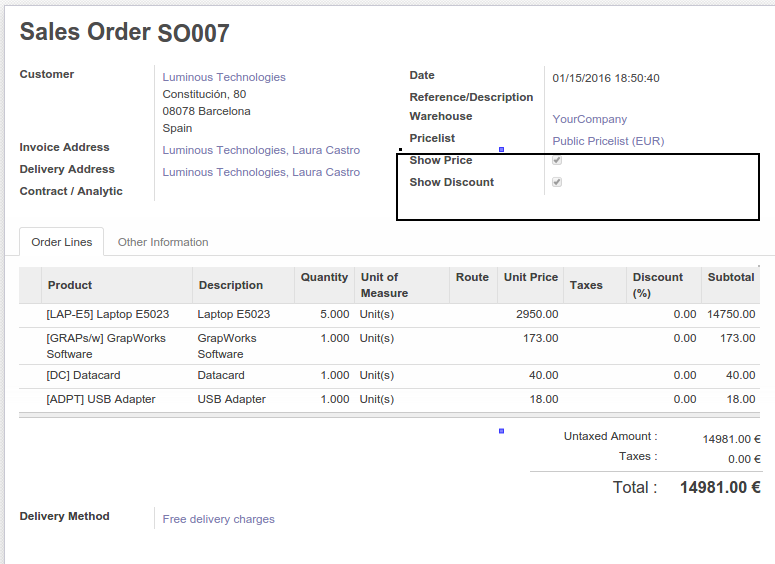 Sales Order SO007
Customer
Luminous Technologies
Constitución, 80
08078 Barcelona
Spain
Invoice Address Luminous Technologies, Laura Castro
Delivery Address Luminous Technologies, Laura Castro
Contract / Analytic
Date 01/15/2016 18:50:40
Reference/Description
Warehouse YourCompany
Pricelist Public Pricelist (EUR)
Show Price
Show Discount
Order Lines Other Information
Product Description Quantity Unit of Measure Route Unit Price Taxes Discount (%) Subtotal
[LAP-E5] Laptop E5023 Laptop E5023 5.000 Unit(s) 2950.00 0.00 14750.00
[GRAPs/w] GrapWorks Software GrapWorks Software 1.000 Unit(s) 173.00 0.00 173.00
[DC] Datacard Datacard 1.000 Unit(s) 40.00 0.00 40.00
[ADPT] USB Adapter USB Adapter 1.000 Unit(s) 18.00 0.00 18.00
Untaxed Amount : 14981.00 €
Taxes : 0.00 €
Total : 14981.00 €
Delivery Method Free delivery charges